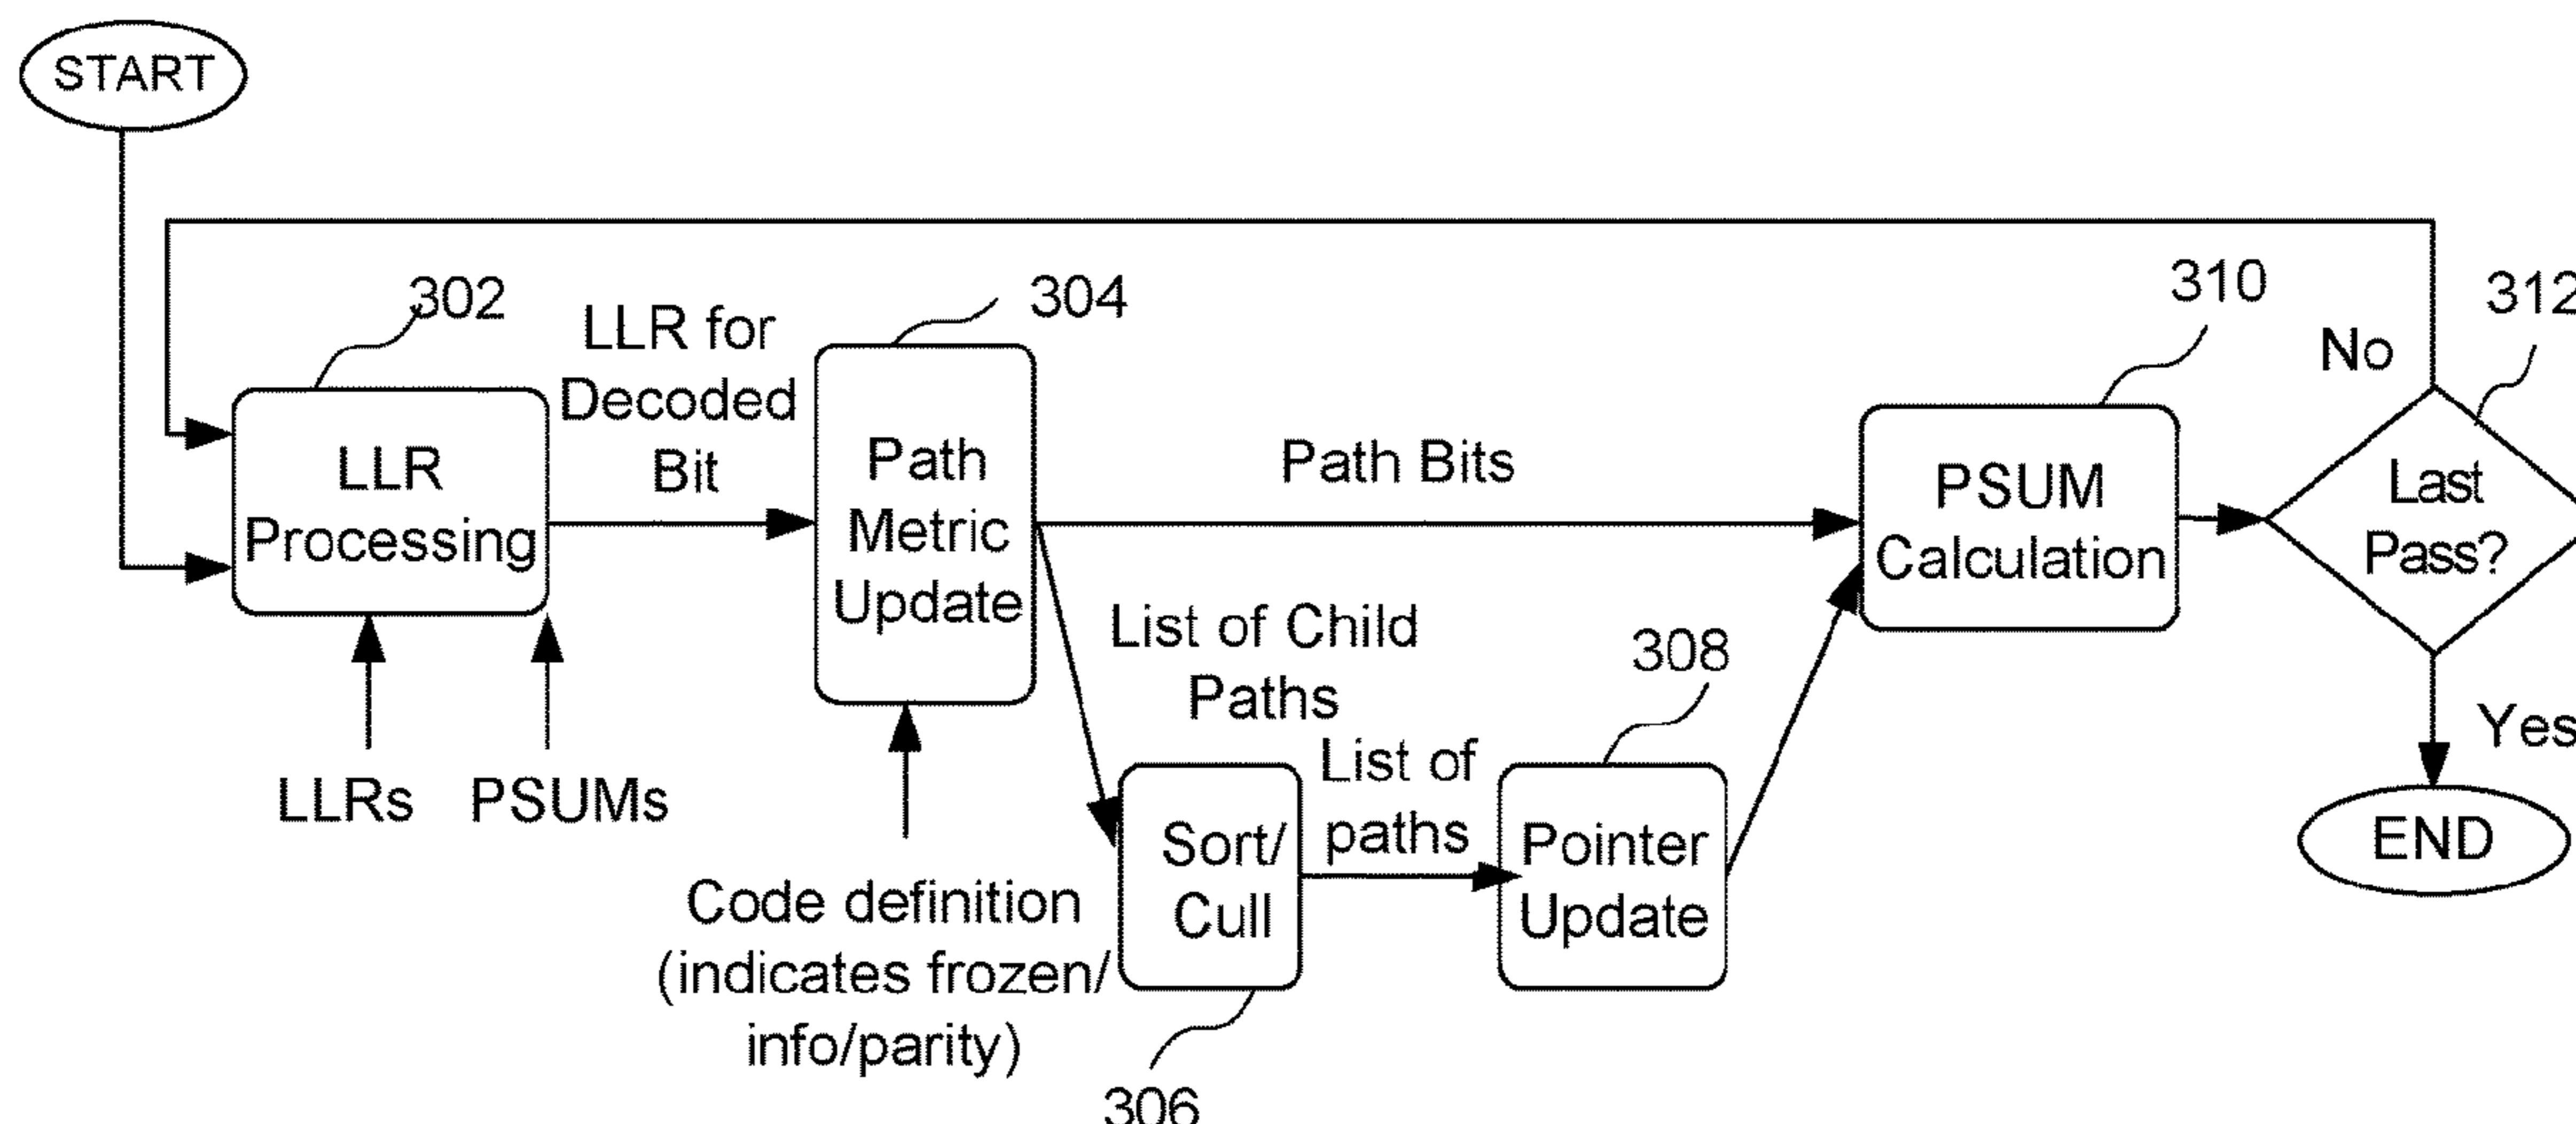 START
302
LLR for
Decoded
Bit
304
310
312
No
LLR
Processing
Path
Metric
Update
Path Bits
PSUM
Calculation
Last
Pass?
List of Child
Paths
308
LLRs
PSUMs
List of
paths
Yes
Code definition
(indicates frozen/
info/parity)
Sort/
Cull
Pointer
Update
END
306